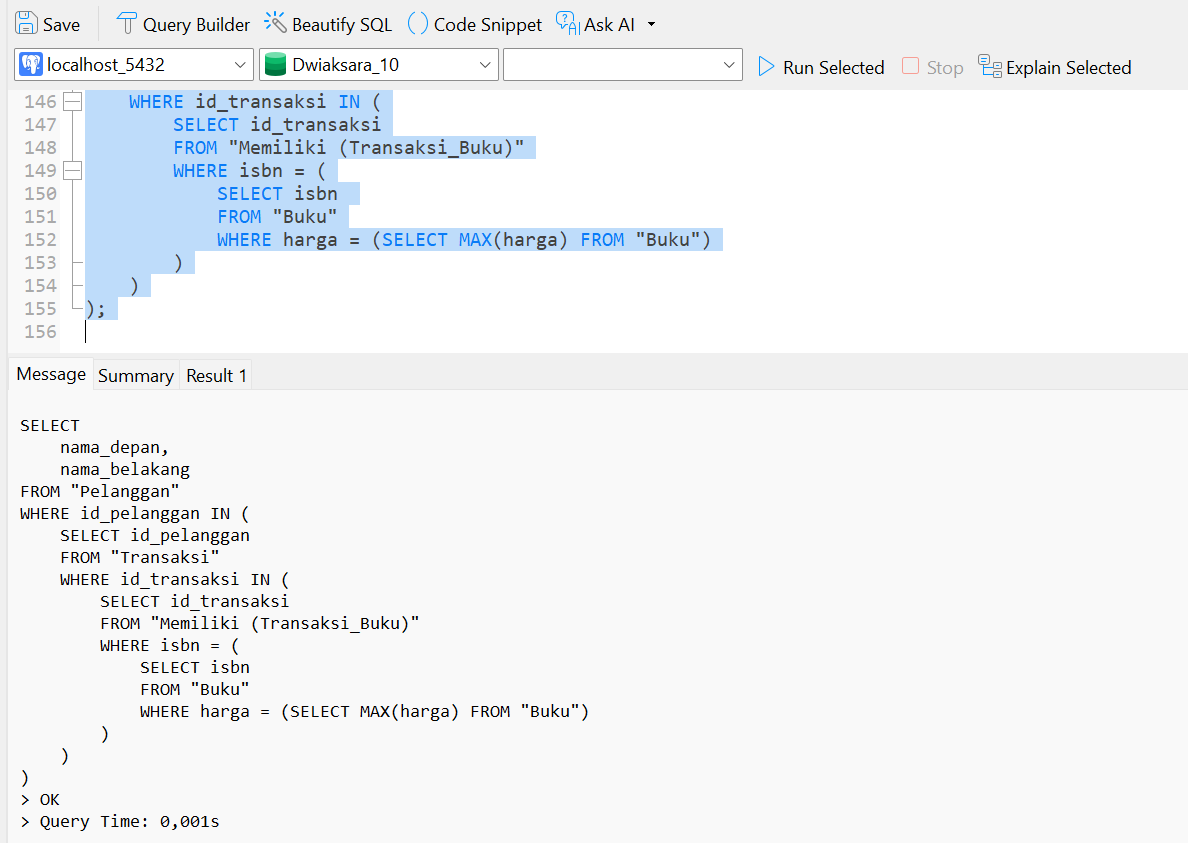 Save Query Builder Beautify SQL Code Snippet Ask AI
localhost_5432 Dwiaksara_10 Run Selected Stop Explain Selected
146 WHERE id_transaksi IN (
147 SELECT id_transaksi
148 FROM "Memiliki (Transaksi_Buku)"
149 WHERE isbn = (
150 SELECT isbn
151 FROM "Buku"
152 WHERE harga = (SELECT MAX(harga) FROM "Buku")
153 )
154 )
155 );
156
Message Summary Result 1
SELECT
nama_depan,
nama_belakang
FROM "Pelanggan"
WHERE id_pelanggan IN (
SELECT id_pelanggan
FROM "Transaksi"
WHERE id_transaksi IN (
SELECT id_transaksi
FROM "Memiliki (Transaksi_Buku)"
WHERE isbn = (
SELECT isbn
FROM "Buku"
WHERE harga = (SELECT MAX(harga) FROM "Buku")
)
)
)
> OK
> Query Time: 0,001s